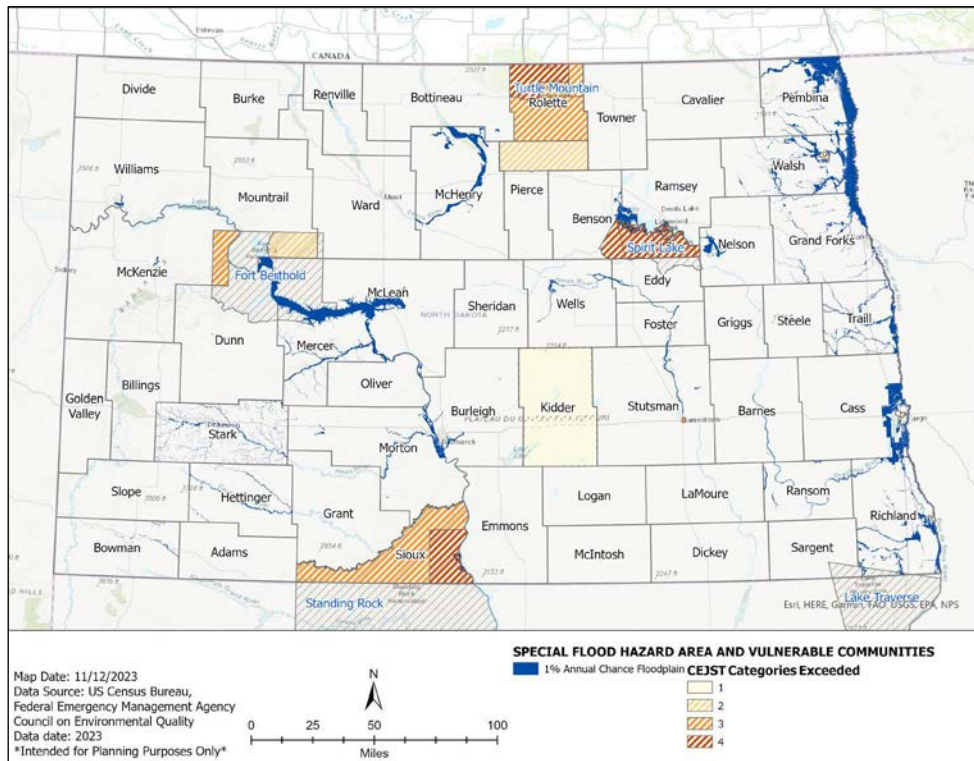 CANADA
Divide
Burke
Renville
Bottineau
Turtle Mountain
Rolette
Towner
Cavalier
Pembina
Williams
Mountrail
Ward
McHenry
Pierce
Benson
Ramsey
Devils Lake
Walsh
Spirit Lake
Nelson
Grand Forks
McKenzie
Fort Berthold
McLean
Sheridan
Wells
Eddy
Foster
Griggs
Steele
Traill
NORTH DAKOTA
Dunn
Mercer
Oliver
Golden
Valley
Billings
Stark
Morton
Burleigh
Kidder
Stutsman
Barnes
Cass
Slope
Hettinger
Grant
Sioux
Emmons
Logan
LaMoure
Ransom
Richland
Bowman
Adams
McIntosh
Dickey
Sargent
Standing Rock
Lake Traverse
Esri, HERE, Garmin, FAO, USGS, EPA, NPS
SPECIAL FLOOD HAZARD AREA AND VULNERABLE COMMUNITIES
1% Annual Chance Floodplain
CEJST Categories Exceeded
1
2
3
4
Map Date: 11/12/2023
Data Source: US Census Bureau,
Federal Emergency Management Agency
Council on Environmental Quality
Data date: 2023
*Intended for Planning Purposes Only*
N
0 25 50 100
Miles